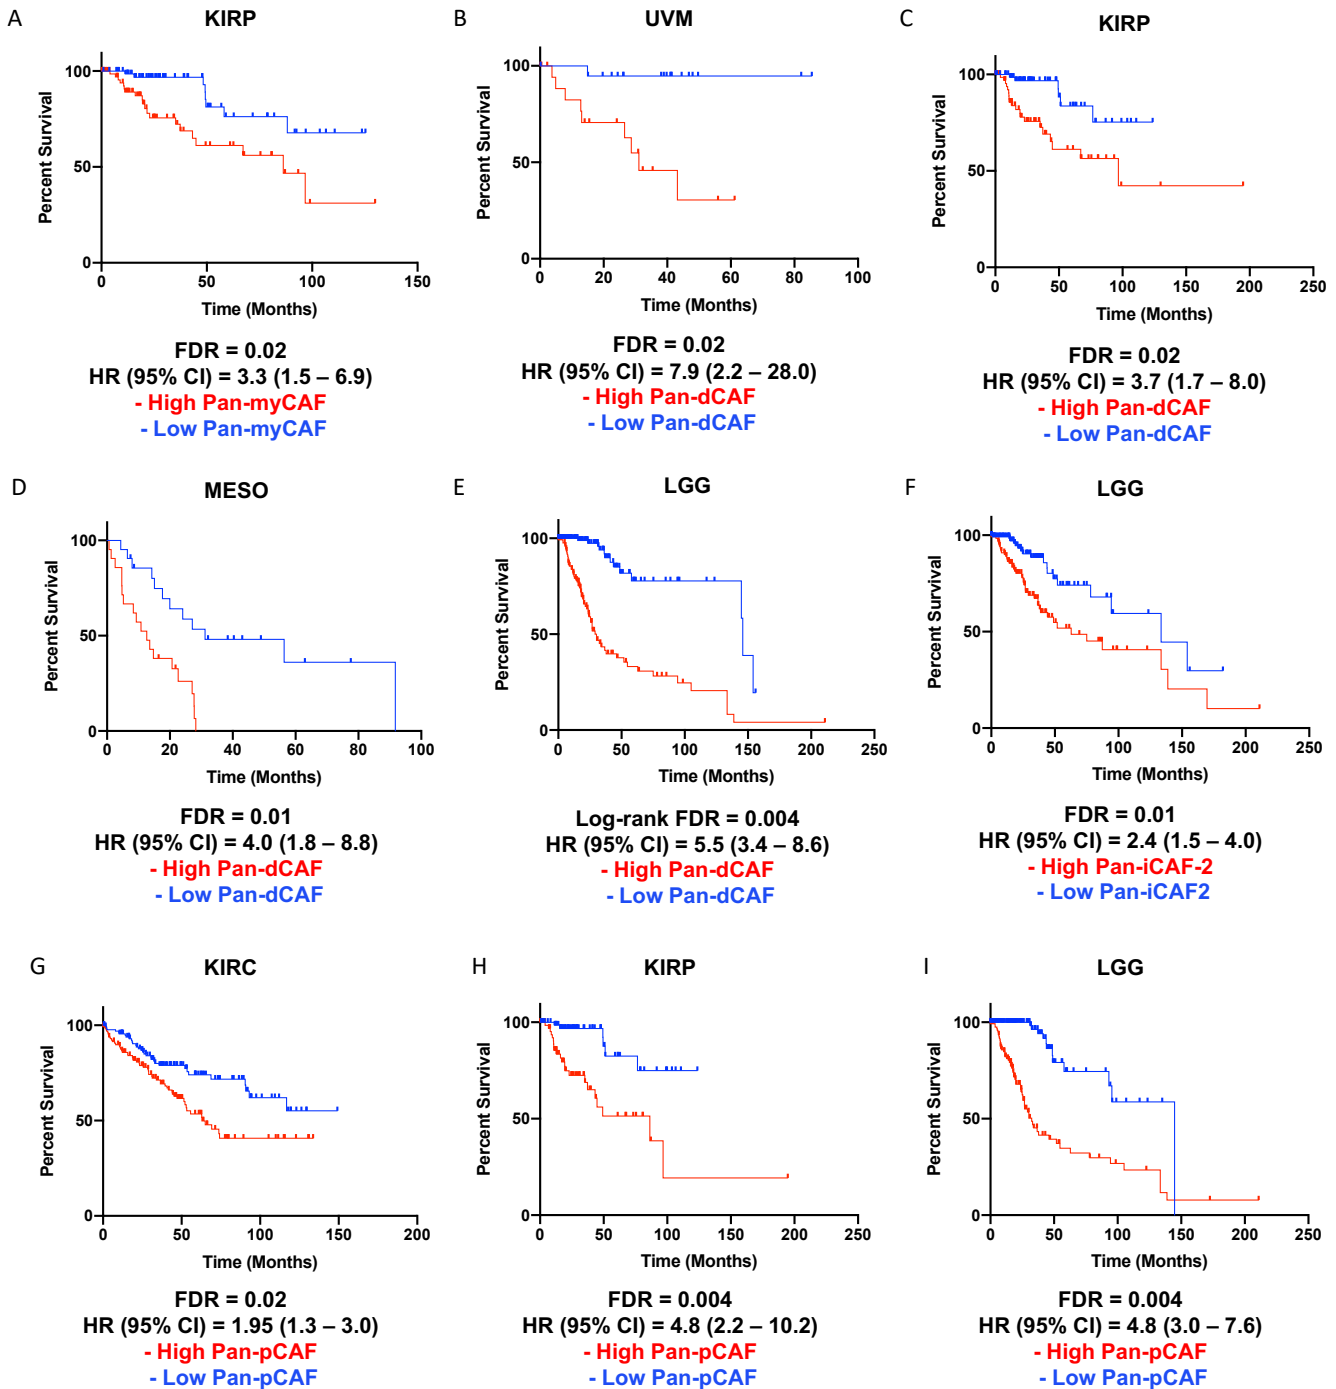 A
KIRP
Percent Survival
100
50
0
0 50 100 150
Time (Months)
FDR = 0.02
HR (95% CI) = 3.3 (1.5 – 6.9)
- High Pan-myCAF
- Low Pan-myCAF
B
UVM
Percent Survival
100
50
0
0 20 40 60 80 100
Time (Months)
FDR = 0.02
HR (95% CI) = 7.9 (2.2 – 28.0)
- High Pan-dCAF
- Low Pan-dCAF
C
KIRP
Percent Survival
100
50
0
0 50 100 150 200 250
Time (Months)
FDR = 0.02
HR (95% CI) = 3.7 (1.7 – 8.0)
- High Pan-dCAF
- Low Pan-dCAF
D
MESO
Percent Survival
100
50
0
0 20 40 60 80 100
Time (Months)
FDR = 0.01
HR (95% CI) = 4.0 (1.8 – 8.8)
- High Pan-dCAF
- Low Pan-dCAF
E
LGG
Percent Survival
100
50
0
0 50 100 150 200 250
Time (Months)
Log-rank FDR = 0.004
HR (95% CI) = 5.5 (3.4 – 8.6)
- High Pan-dCAF
- Low Pan-dCAF
F
LGG
Percent Survival
100
50
0
0 50 100 150 200 250
Time (Months)
FDR = 0.01
HR (95% CI) = 2.4 (1.5 – 4.0)
- High Pan-iCAF-2
- Low Pan-iCAF2
G
KIRC
Percent Survival
100
50
0
0 50 100 150 200
Time (Months)
FDR = 0.02
HR (95% CI) = 1.95 (1.3 – 3.0)
- High Pan-pCAF
- Low Pan-pCAF
H
KIRP
Percent Survival
100
50
0
0 50 100 150 200 250
Time (Months)
FDR = 0.004
HR (95% CI) = 4.8 (2.2 – 10.2)
- High Pan-pCAF
- Low Pan-pCAF
I
LGG
Percent Survival
100
50
0
0 50 100 150 200 250
Time (Months)
FDR = 0.004
HR (95% CI) = 4.8 (3.0 – 7.6)
- High Pan-pCAF
- Low Pan-pCAF